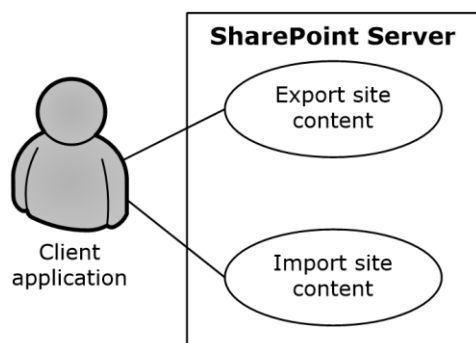 SharePoint Server
Export site
content
Client
application
Import site
content